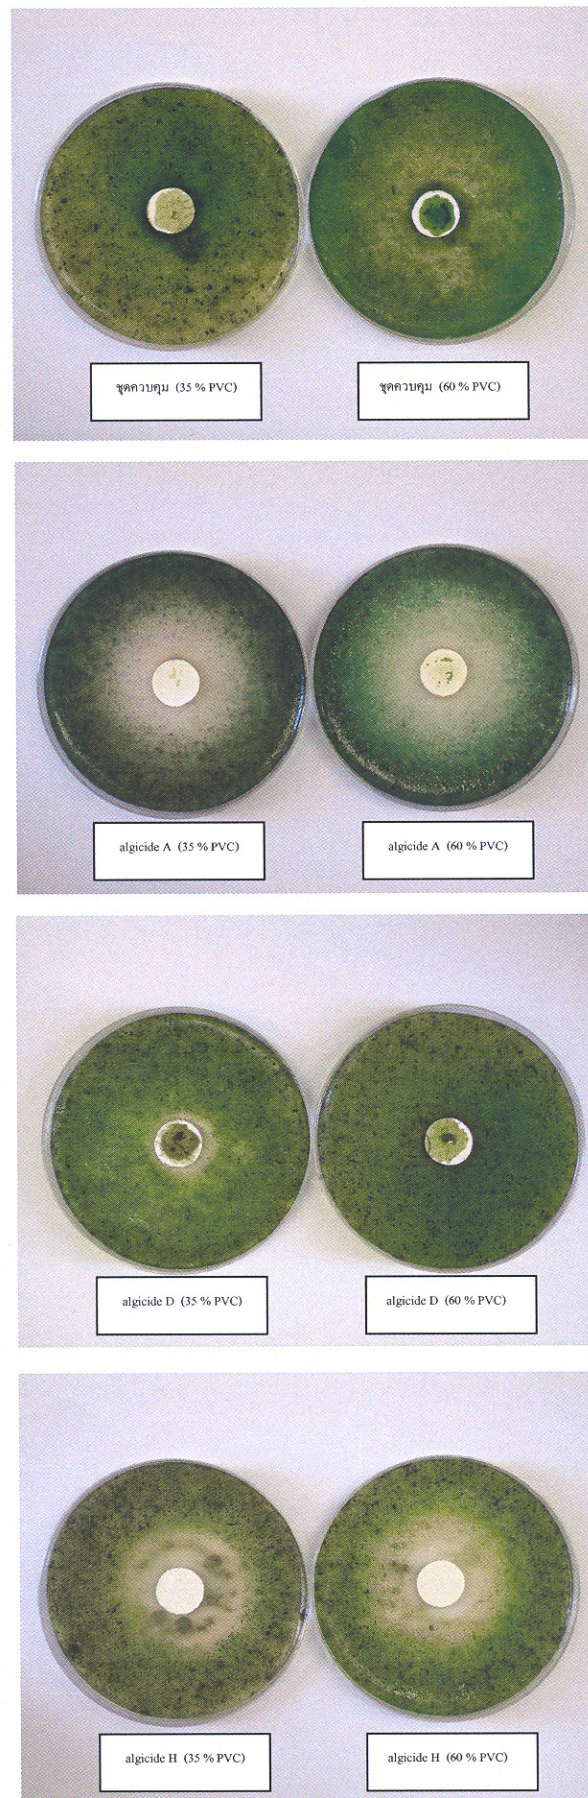 ชุดควบคุม (35 % PVC)
ชุดควบคุม (60 % PVC)
algicide A (35 % PVC)
algicide A (60 % PVC)
algicide D (35 % PVC)
algicide D (60 % PVC)
algicide H (35 % PVC)
algicide H (60 % PVC)